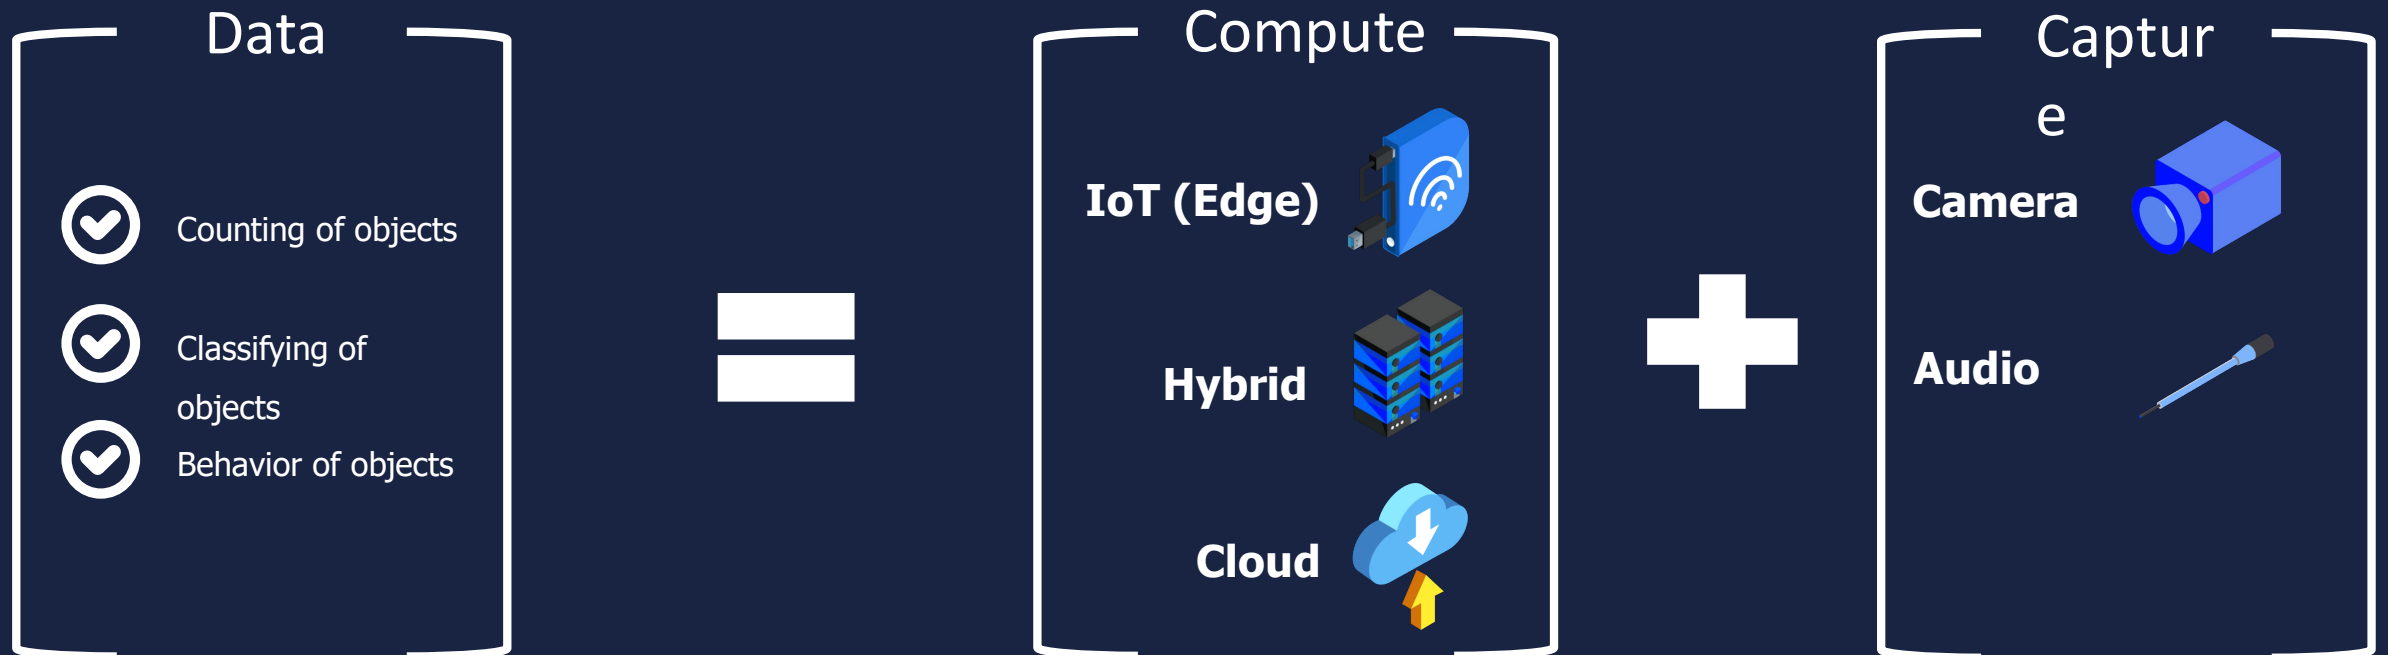 Data
Counting of objects
Classifying of
objects
Behavior of objects
Compute
IoT (Edge)
Hybrid
Cloud
Captur
e
Camera
Audio